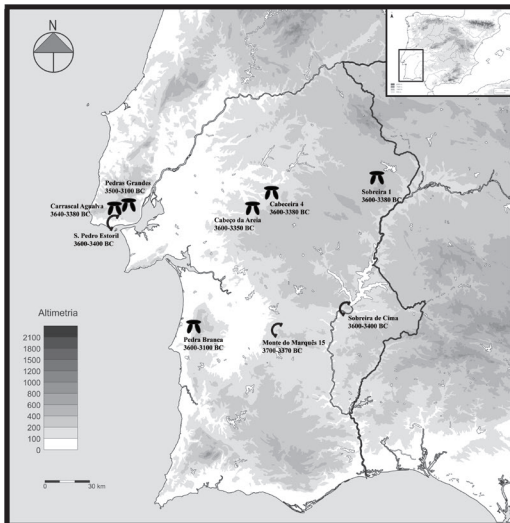 N
Pedras Grandes
3500-3100 BC
Carrascal Agualva
3640-3380 BC
S. Pedro Estoril
3600-3400 BC
Cabeceira 4
3600-3380 BC
Cabeço da Areia
3600-3350 BC
Sobreira 1
3600-3380 BC
Sobreira de Cima
3600-3400 BC
Pedra Branca
3600-3100 BC
Monte do Marquês 15
3700-3370 BC
Altimetria
2100
1800
1500
1200
1000
800
600
400
200
100
0
0
30 km